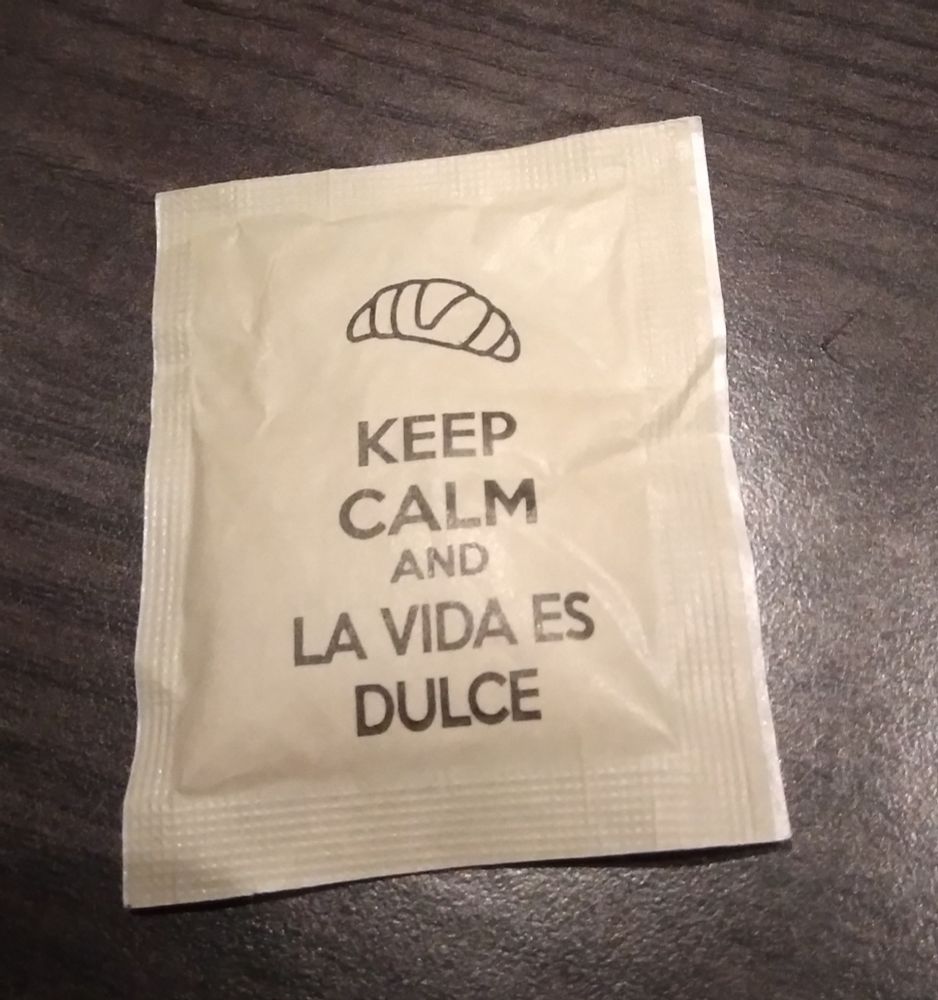 KEEP
CALM
AND
LA VIDA ES
DULCE